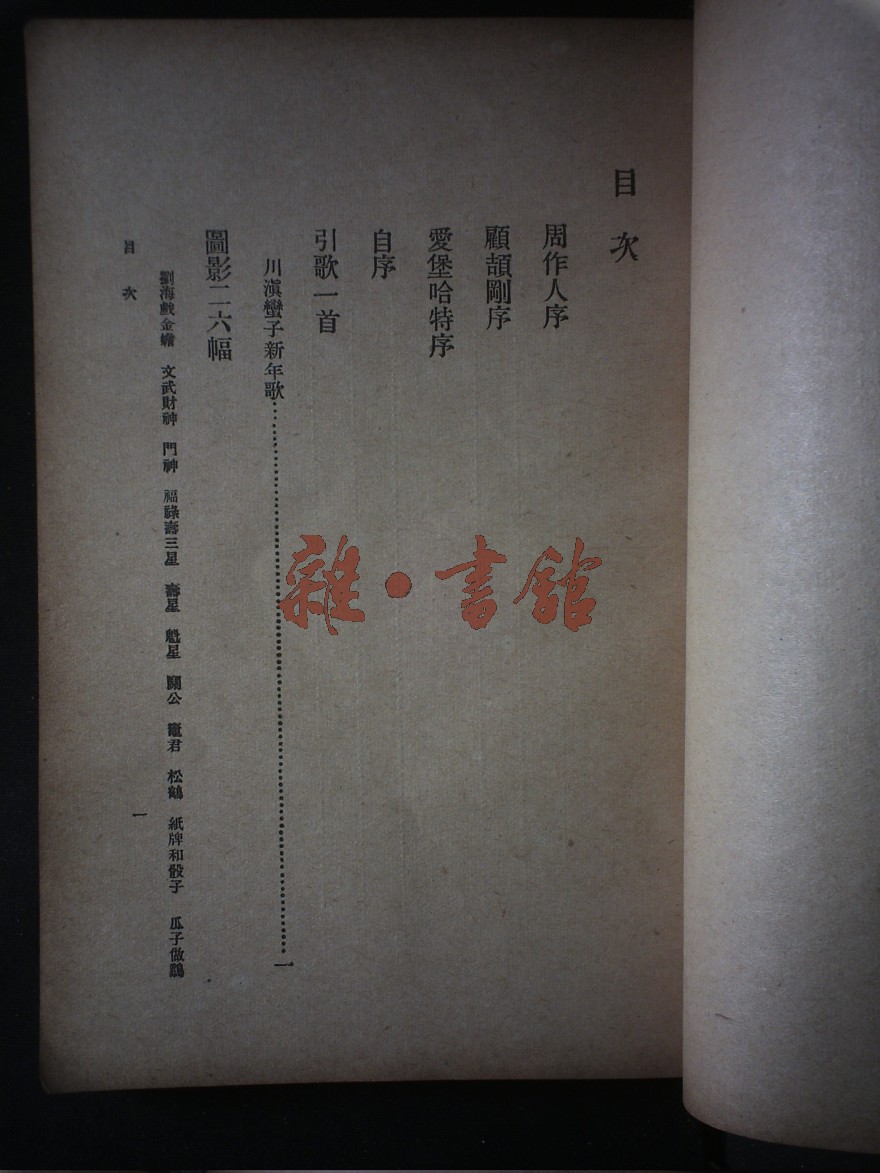 目次
周作人序
顧頡剛序
愛堡哈特序
自序
引歌一首
川滇蠻子新年歌……一
圖影二六幅
劉海戲金蟾 文武財神 門神 福祿壽三星 壽星 魁星 關公 竈君 松鶴 紙牌和骰子 瓜子做鷄
目次 一
雜·書館